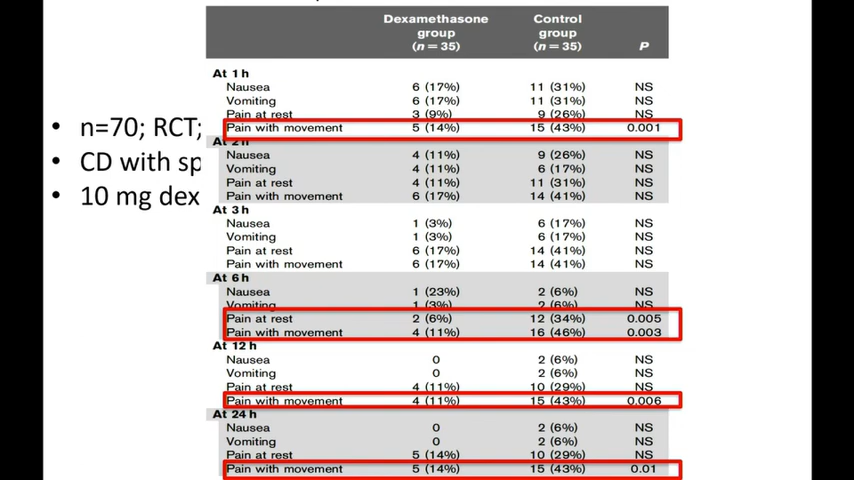 Dexamethasone group (n = 35) Control group (n = 35) P
At 1 h
Nausea 6 (17%) 11 (31%) NS
Vomiting 6 (17%) 11 (31%) NS
Pain at rest 3 (9%) 9 (26%) NS
Pain with movement 5 (14%) 15 (43%) 0.001
At 2 h
Nausea 4 (11%) 9 (26%) NS
Vomiting 4 (11%) 6 (17%) NS
Pain at rest 4 (11%) 11 (31%) NS
Pain with movement 6 (17%) 14 (41%) NS
At 3 h
Nausea 1 (3%) 6 (17%) NS
Vomiting 1 (3%) 6 (17%) NS
Pain at rest 6 (17%) 14 (41%) NS
Pain with movement 6 (17%) 14 (41%) NS
At 6 h
Nausea 1 (23%) 2 (6%) NS
Vomiting 1 (3%) 2 (6%) NS
Pain at rest 2 (6%) 12 (34%) 0.005
Pain with movement 4 (11%) 16 (46%) 0.003
At 12 h
Nausea 0 2 (6%) NS
Vomiting 0 2 (6%) NS
Pain at rest 4 (11%) 10 (29%) NS
Pain with movement 4 (11%) 15 (43%) 0.006
At 24 h
Nausea 0 2 (6%) NS
Vomiting 0 2 (6%) NS
Pain at rest 5 (14%) 10 (29%) NS
Pain with movement 5 (14%) 15 (43%) 0.01
• n=70; RCT;
• CD with sp
• 10 mg dex